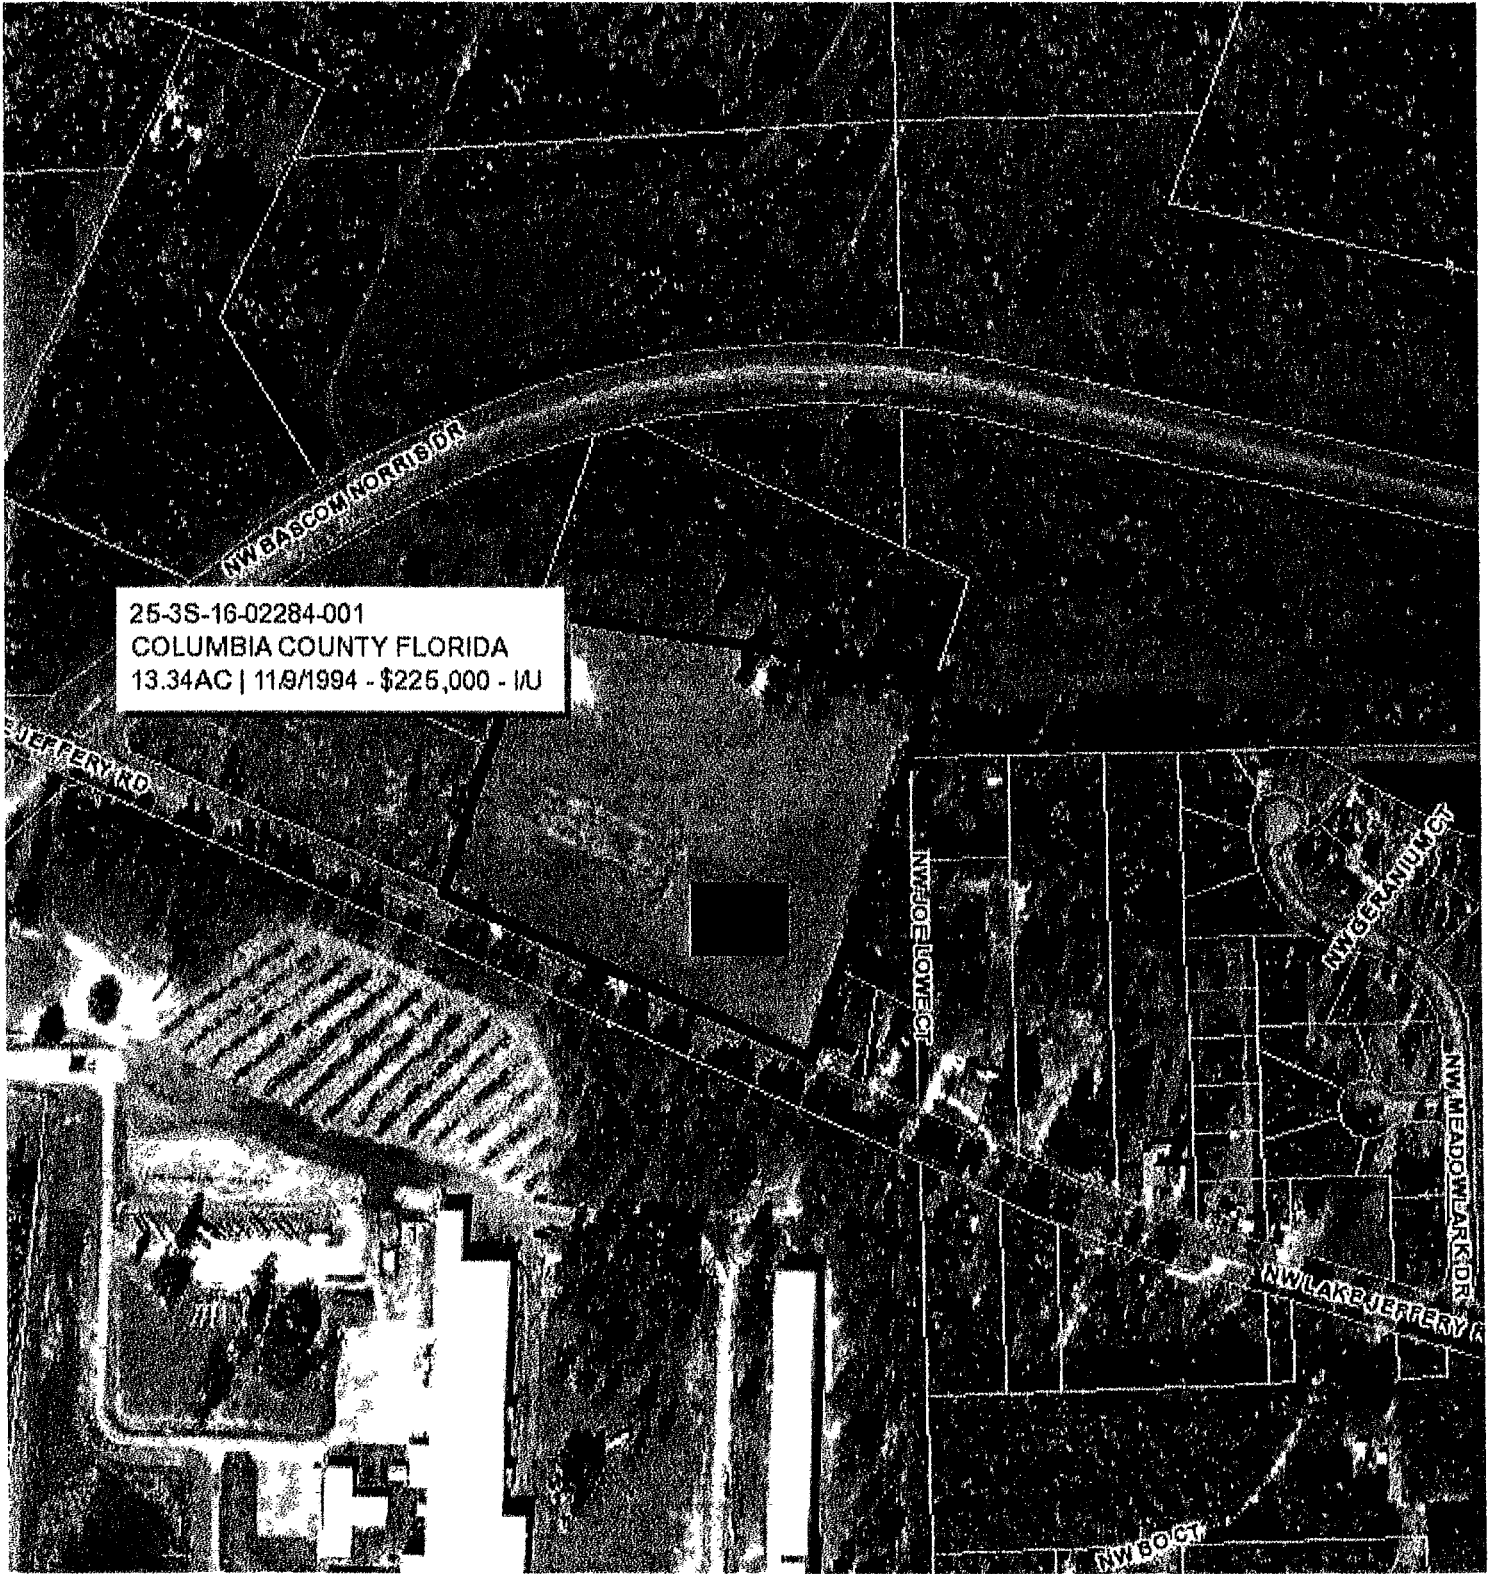 NW BASCOM NORRIS DR
25-3S-16-02284-001
COLUMBIA COUNTY FLORIDA
13.34AC | 11/9/1994 - $225,000 - I/U
E JEFFERY RD
NW JOE LOWE CT
NW GERANIUM CT
NW MEADOWLARK DR
NW LAKE JEFFERY R
NW BO CT